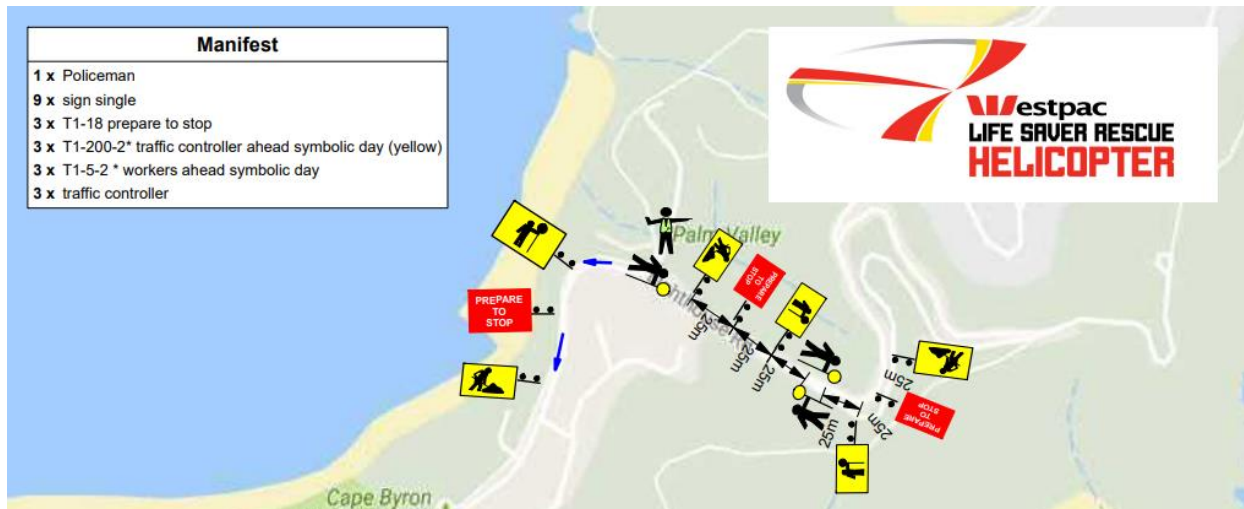 Manifest
1 x Policeman
9 x sign single
3 x T1-18 prepare to stop
3 x T1-200-2* traffic controller ahead symbolic day (yellow)
3 x T1-5-2 * workers ahead symbolic day
3 x traffic controller
Westpac
LIFE SAVER RESCUE
HELICOPTER
Palm Valley
PREPARE
TO
STOP
PREPARE
TO
STOP
25m
25m
25m
25m
25m
25m
PREPARE
TO
STOP
Cape Byron